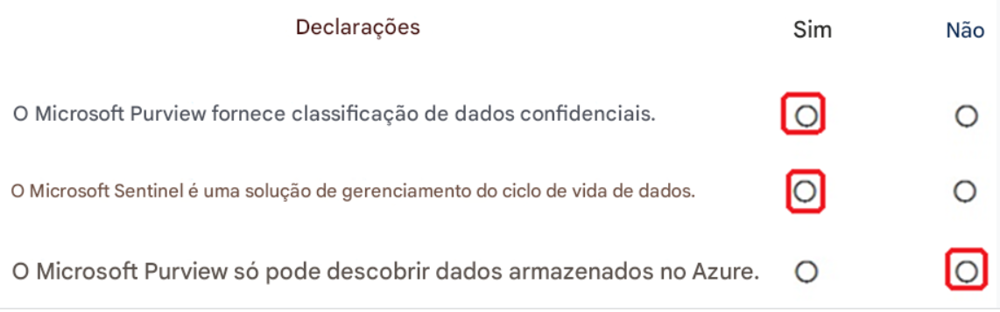 Declarações Sim Não
O Microsoft Purview fornece classificação de dados confidenciais.
O Microsoft Sentinel é uma solução de gerenciamento do ciclo de vida de dados.
O Microsoft Purview só pode descobrir dados armazenados no Azure.